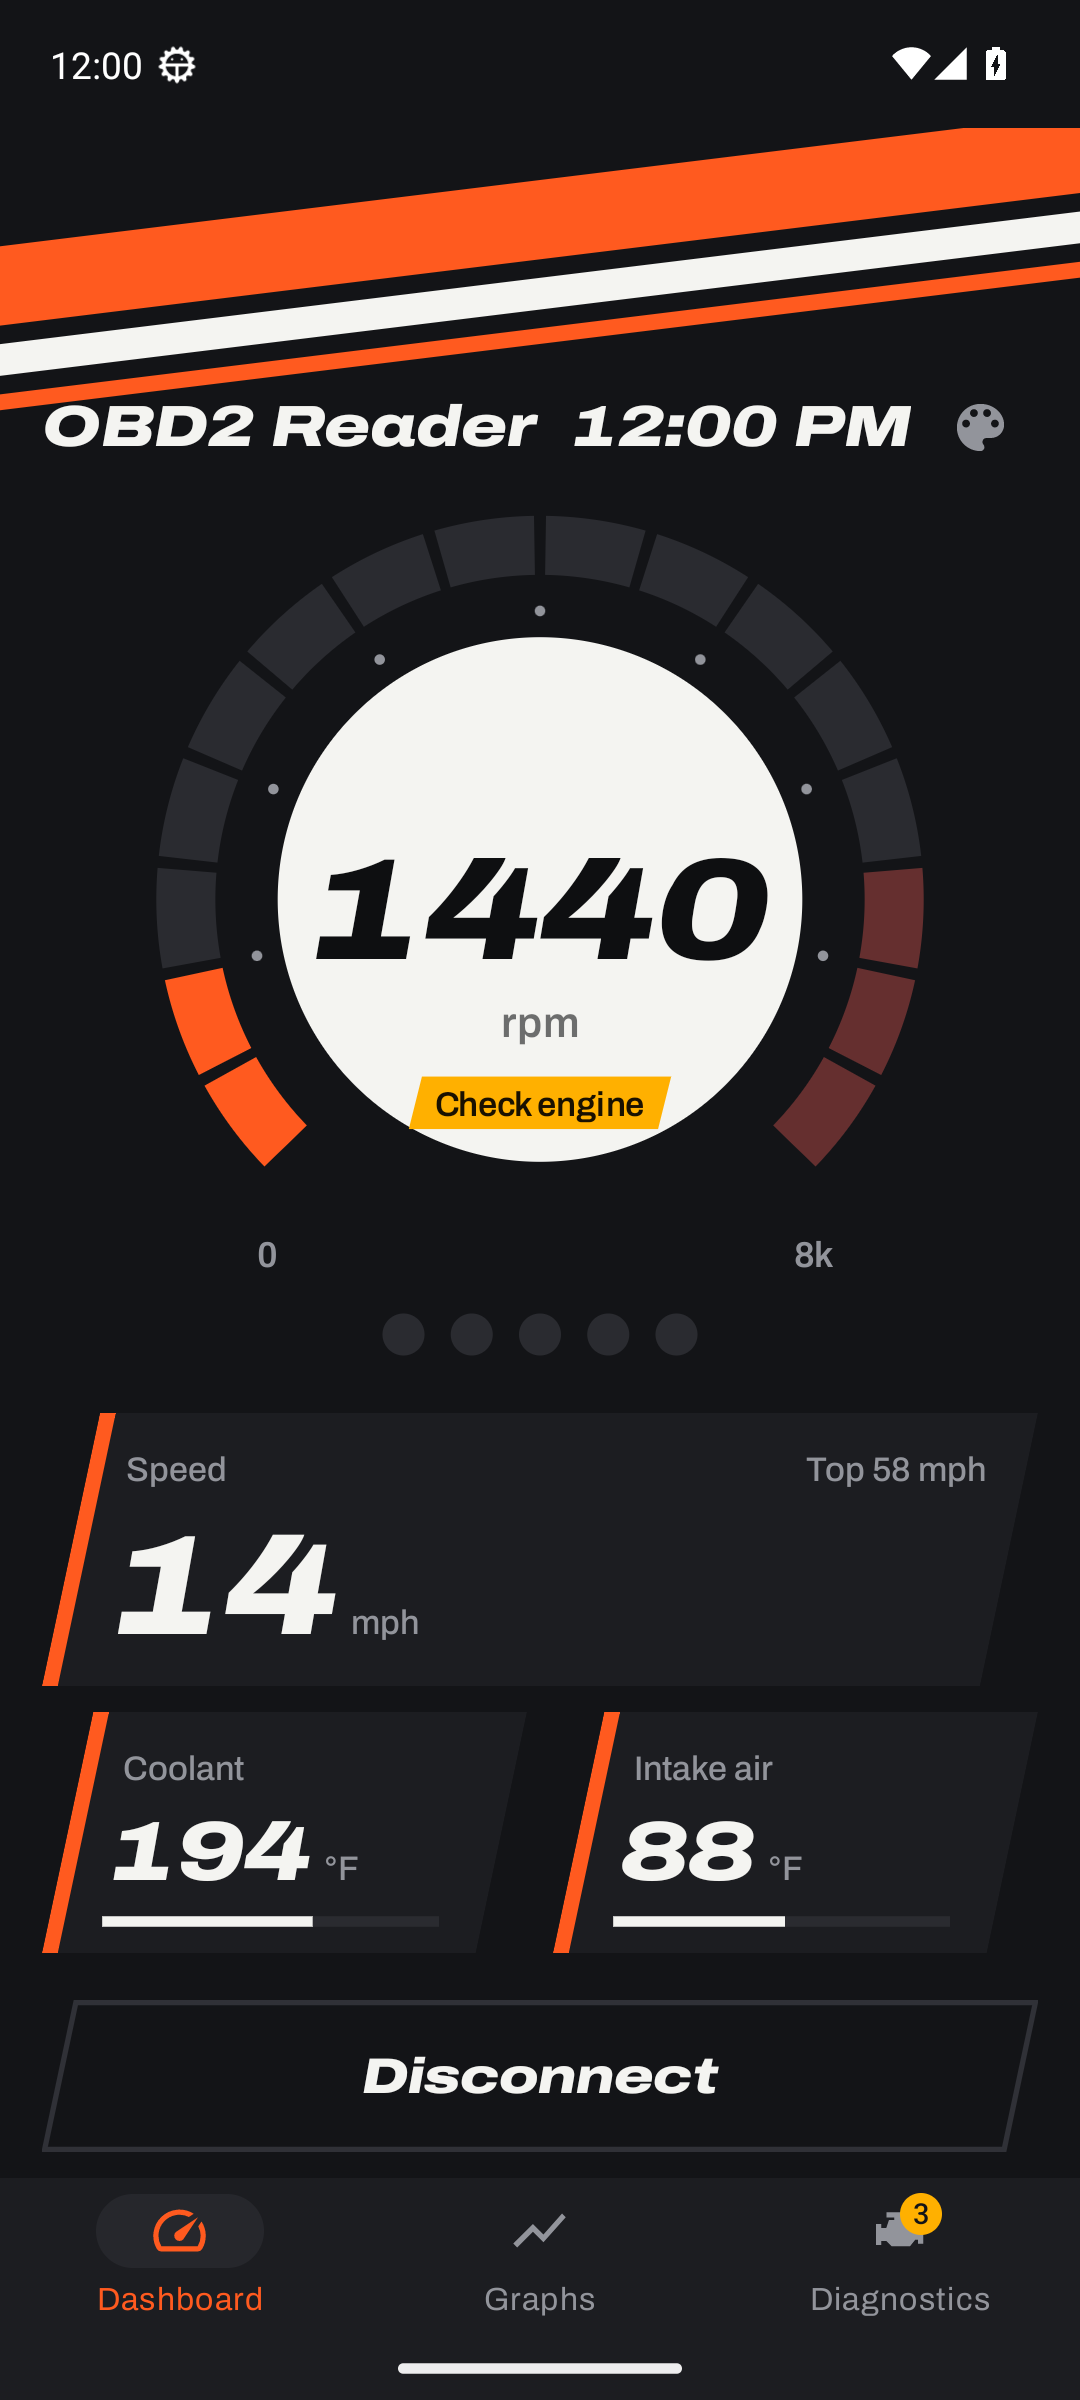 12:00
OBD2 Reader 12:00 PM
1440
rpm
Check engine
0 8k
Speed Top 58 mph
14 mph
Coolant Intake air
194 °F 88 °F
Disconnect
3
Dashboard Graphs Diagnostics